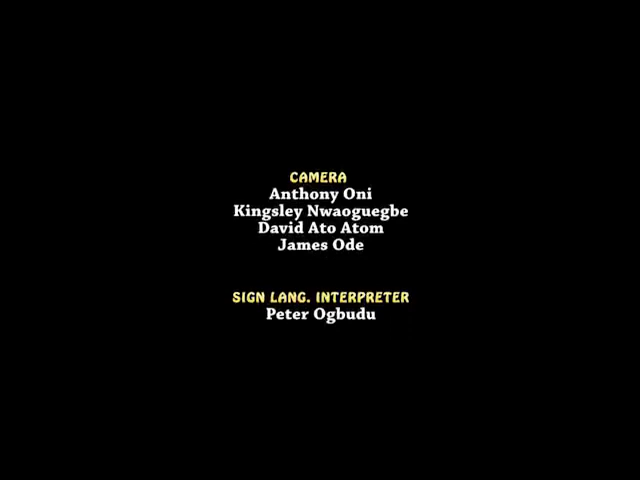 CAMERA
Anthony Oni
Kingsley Nwaoguegbe
David Ato Atom
James Ode
SIGN LANG. INTERPRETER
Peter Ogbudu